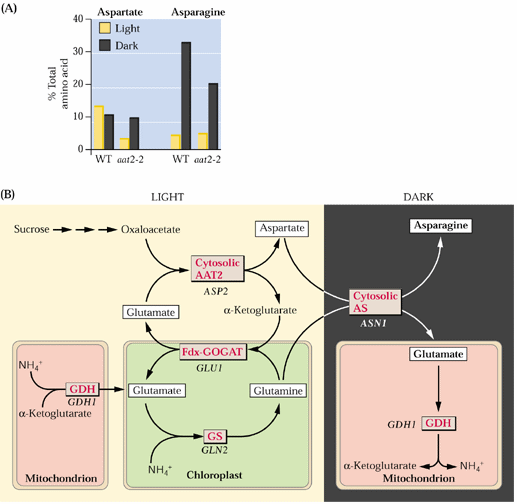 (A)
Aspartate Asparagine
Light
Dark
% Total
amino acid
40
30
20
10
0
WT aat2-2 WT aat2-2
(B)
LIGHT DARK
Sucrose Oxaloacetate Aspartate Asparagine
Cytosolic
AAT2
ASP2
Cytosolic
AS
ASN1
Glutamate α-Ketoglutarate
Fdx-GOGAT
GLU1
Glutamate
NH4+
GDH
GDH1
α-Ketoglutarate
Mitochondrion
Glutamate Glutamine
GS
GLN2
NH4+
Chloroplast
GDH1 GDH
α-Ketoglutarate NH4+
Mitochondrion